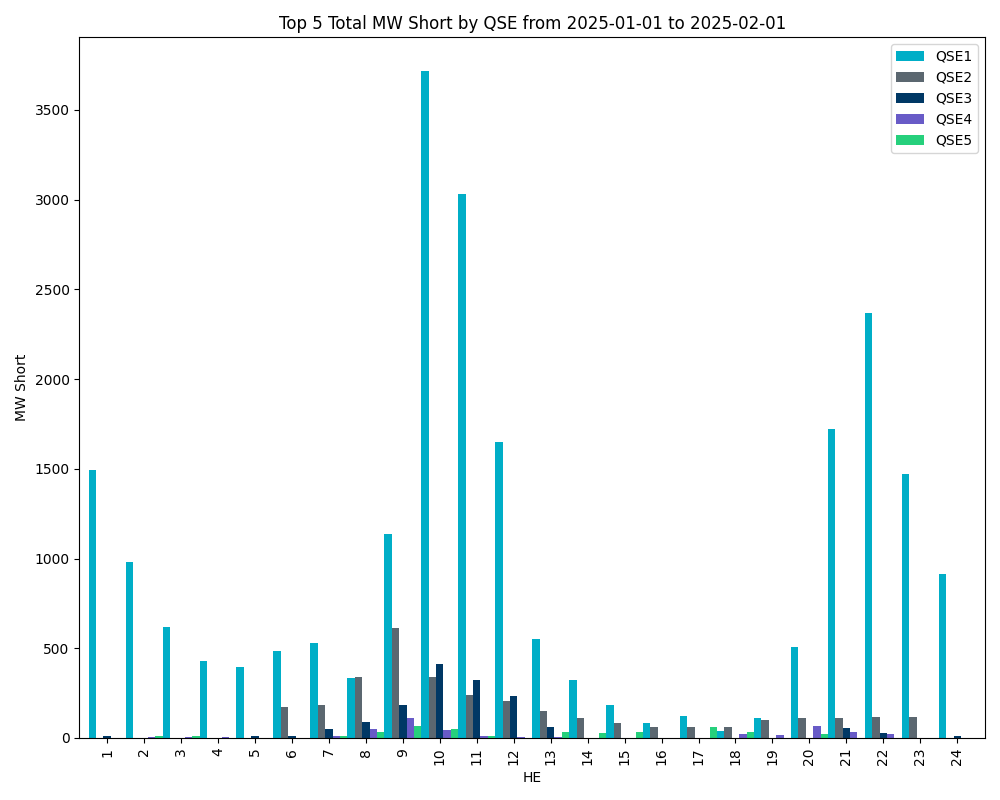 Top 5 Total MW Short by QSE from 2025-01-01 to 2025-02-01
QSE1
QSE2
QSE3
QSE4
QSE5
MW Short
3500
3000
2500
2000
1500
1000
500
0
1 2 3 4 5 6 7 8 9 10 11 12 13 14 15 16 17 18 19 20 21 22 23 24
HE